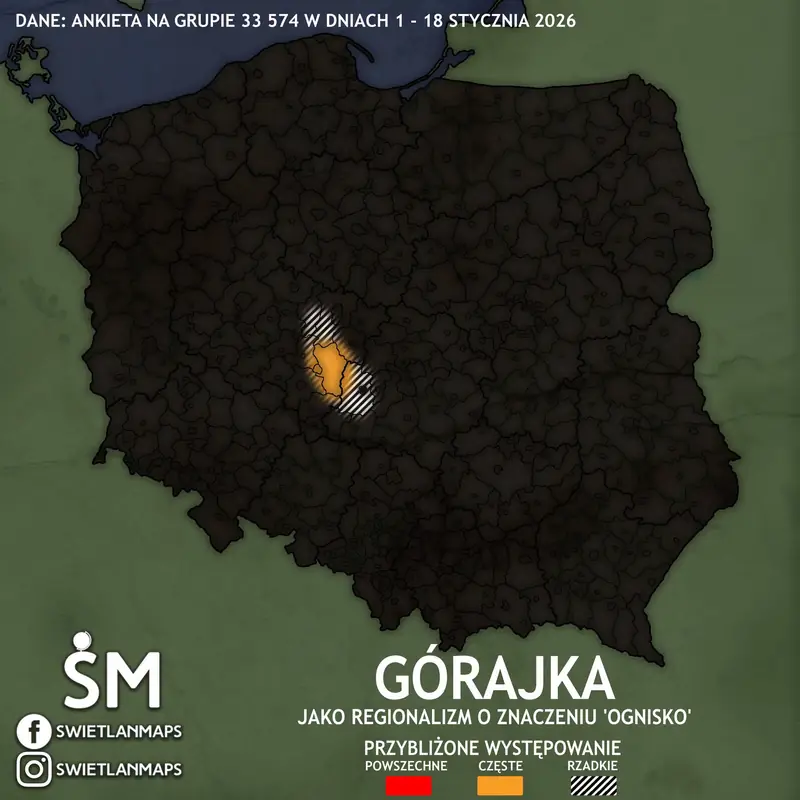 DANE: ANKIETA NA GRUPIE 33 574 W DNIACH 1 - 18 STYCZNIA 2026
ŚM
SWIETLANMAPS
SWIETLANMAPS
GÓRAJKA
JAKO REGIONALIZM O ZNACZENIU 'OGNISKO'
PRZYBLIŻONE WYSTĘPOWANIE
POWSZECHNE CZĘSTE RZADKIE